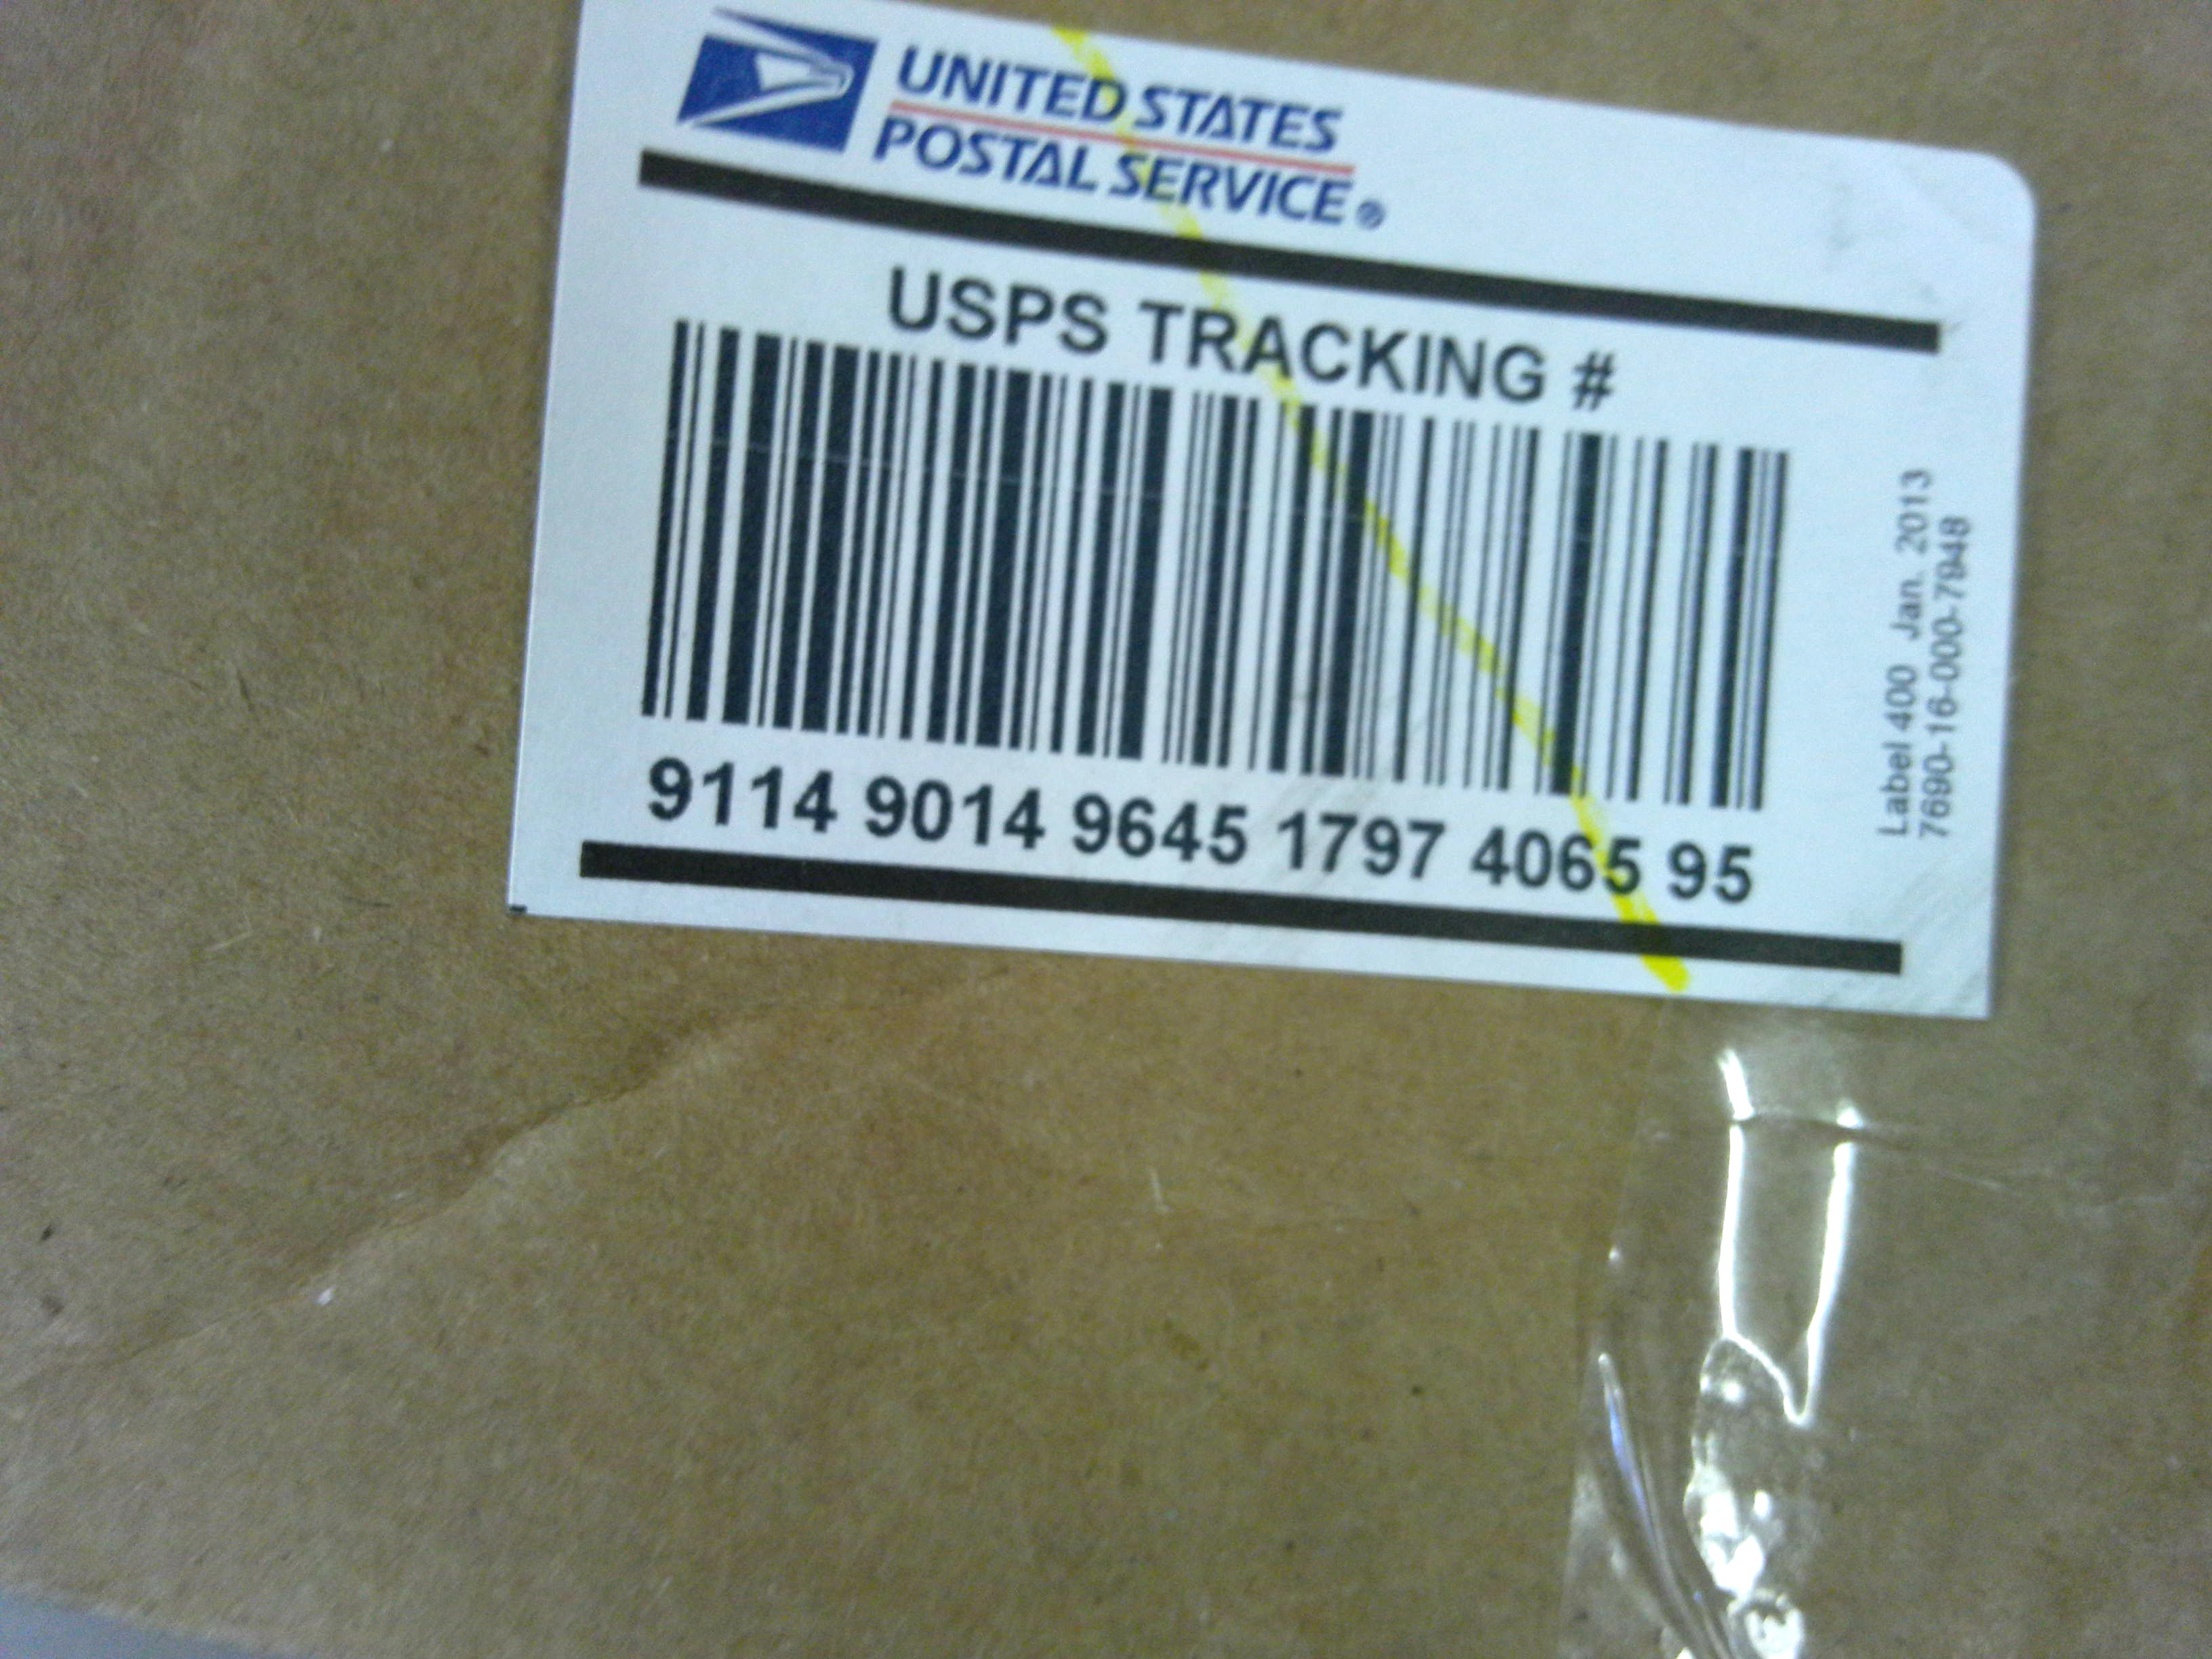 UNITED STATES
POSTAL SERVICE®
USPS TRACKING #
9114 9014 9645 1797 4065 95
Label 400 Jan. 2013
7690-16-000-7948